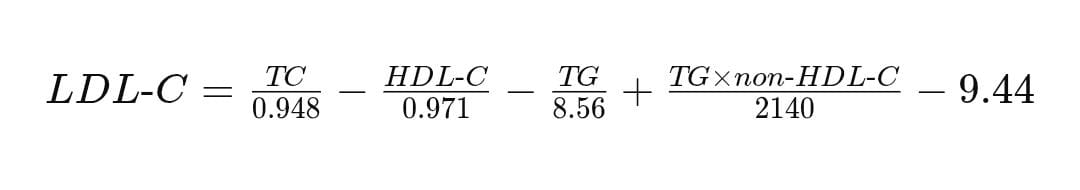 LDL-C = TC/0.948 − HDL-C/0.971 − TG/8.56 + TG×non-HDL-C/2140 − 9.44